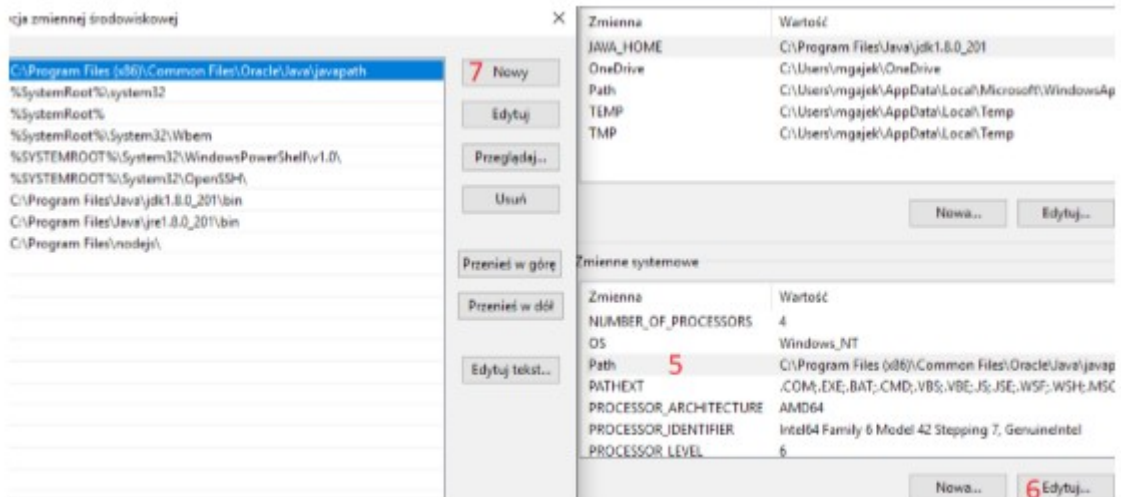 cja zmiennej środowiskowej
C:\Program Files (x86)\Common Files\Oracle\Java\javapath
%SystemRoot%\system32
%SystemRoot%
%SystemRoot%\System32\Wbem
%SYSTEMROOT%\System32\WindowsPowerShell\v1.0\
%SYSTEMROOT%\System32\OpenSSH\
C:\Program Files\Java\jdk1.8.0_201\bin
C:\Program Files\Java\jre1.8.0_201\bin
C:\Program Files\nodejs\
7 Nowy
Edytuj
Przeglądaj...
Usuń
Przenieś w górę
Przenieś w dół
Edytuj tekst...
Zmienna Wartość
JAVA_HOME C:\Program Files\Java\jdk1.8.0_201
OneDrive C:\Users\mgajek\OneDrive
Path C:\Users\mgajek\AppData\Local\Microsoft\WindowsAp
TEMP C:\Users\mgajek\AppData\Local\Temp
TMP C:\Users\mgajek\AppData\Local\Temp
Nowa... Edytuj...
Zmienne systemowe
Zmienna Wartość
NUMBER_OF_PROCESSORS 4
OS Windows_NT
Path 5 C:\Program Files (x86)\Common Files\Oracle\Java\javap
PATHEXT .COM;.EXE;.BAT;.CMD;.VBS;.VBE;.JS;.JSE;.WSF;.WSH;.MSC
PROCESSOR_ARCHITECTURE AMD64
PROCESSOR_IDENTIFIER Intel64 Family 6 Model 42 Stepping 7, GenuineIntel
PROCESSOR_LEVEL 6
Nowa... 6 Edytuj...